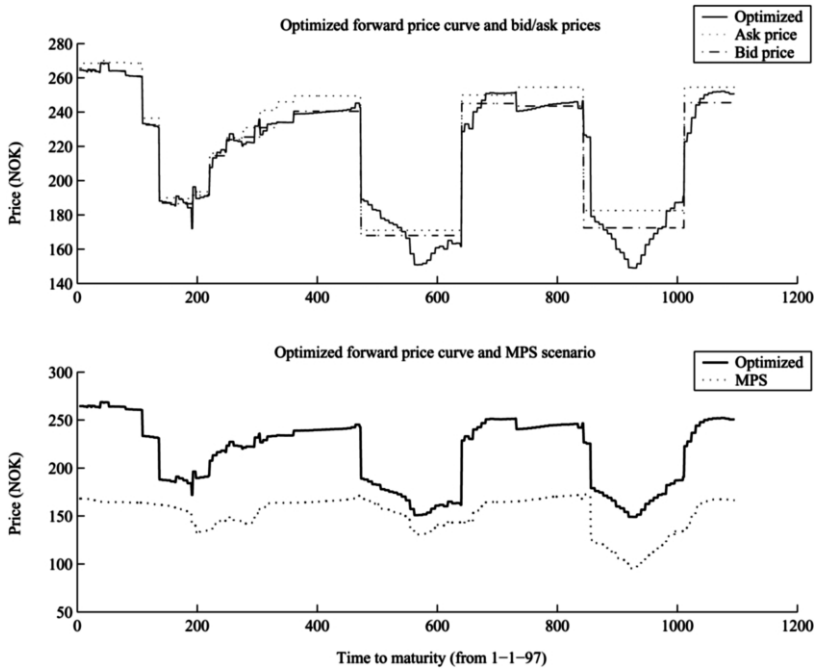 Optimized forward price curve and bid/ask prices
Optimized
Ask price
Bid price
280
260
240
220
200
180
160
140
Price (NOK)
0
200
400
600
800
1000
1200
Optimized forward price curve and MPS scenario
Optimized
MPS
300
250
200
150
100
50
Price (NOK)
0
200
400
600
800
1000
1200
Time to maturity (from 1−1−97)